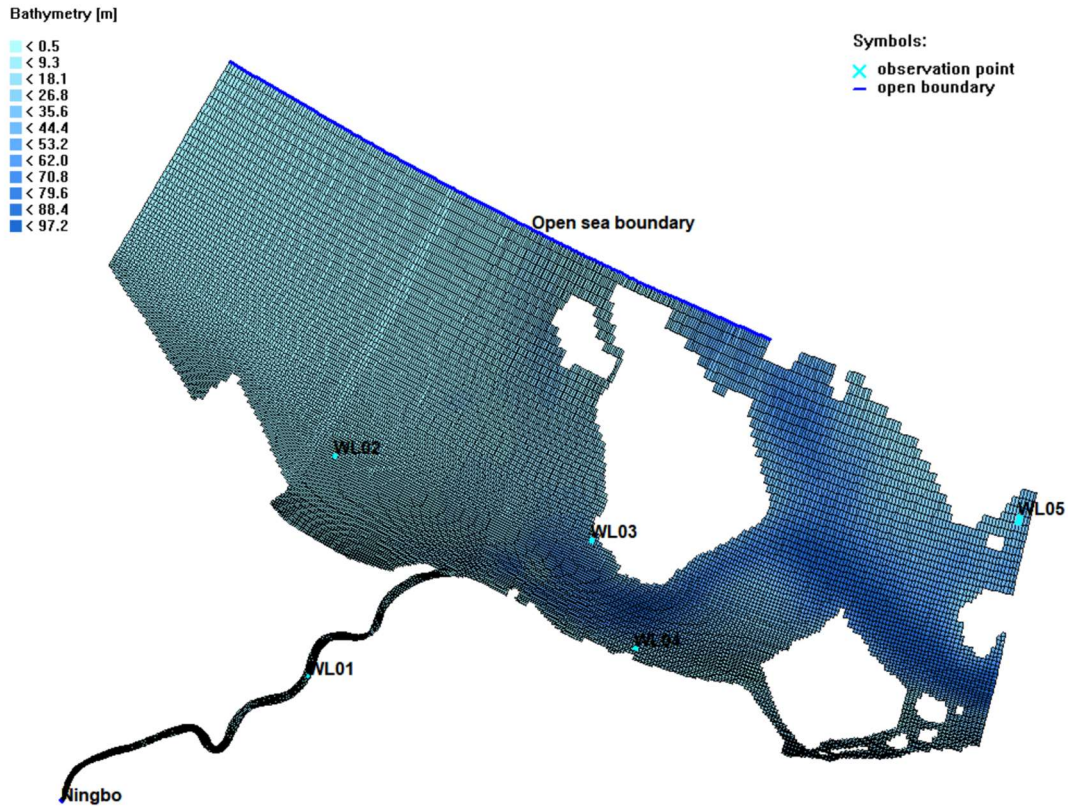 Bathymetry [m]
< 0.5
< 9.3
< 18.1
< 26.8
< 35.6
< 44.4
< 53.2
< 62.0
< 70.8
< 79.6
< 88.4
< 97.2
Symbols:
observation point
open boundary
Open sea boundary
WL02
WL05
WL03
WL04
WL01
Ningbo